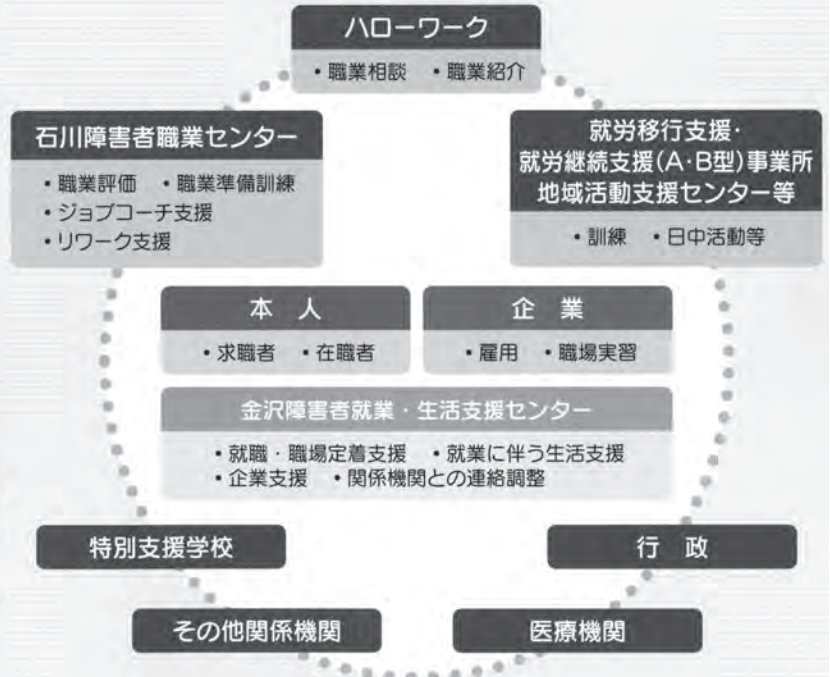 ハローワーク
・職業相談 ・職業紹介
石川障害者職業センター
・職業評価 ・職業準備訓練
・ジョブコーチ支援
・リワーク支援
就労移行支援・
就労継続支援(A・B型)事業所
地域活動支援センター等
・訓練 ・日中活動等
本 人
・求職者 ・在職者
企 業
・雇用 ・職場実習
金沢障害者就業・生活支援センター
・就職・職場定着支援 ・就業に伴う生活支援
・企業支援 ・関係機関との連絡調整
特別支援学校
行 政
その他関係機関
医療機関